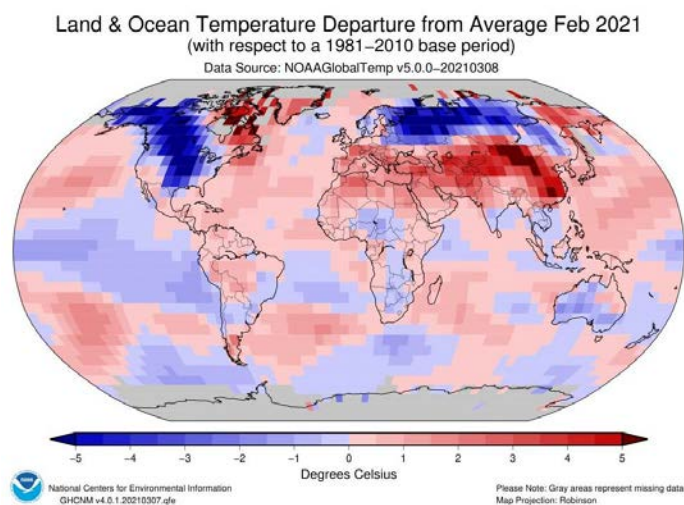 Land & Ocean Temperature Departure from Average Feb 2021
(with respect to a 1981–2010 base period)
Data Source: NOAAGlobalTemp v5.0.0–20210308
−5 −4 −3 −2 −1 0 1 2 3 4 5
Degrees Celsius
National Centers for Environmental Information
GHCNM v4.0.1.20210307.qfe
Please Note: Gray areas represent missing data
Map Projection: Robinson